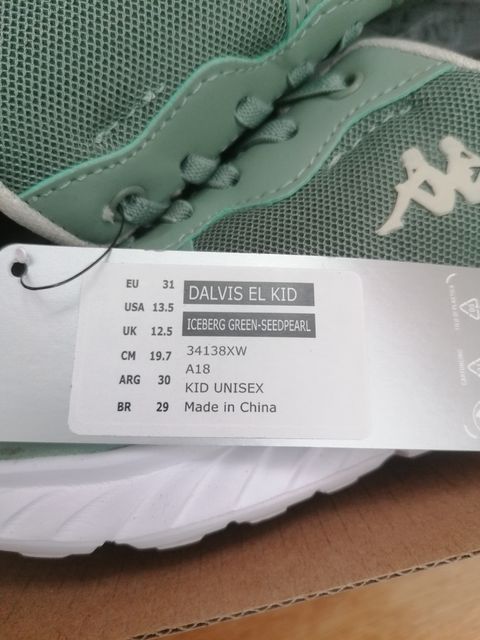 EU 31
USA 13.5
UK 12.5
CM 19.7
ARG 30
BR 29
DALVIS EL KID
ICEBERG GREEN-SEEDPEARL
34138XW
A18
KID UNISEX
Made in China